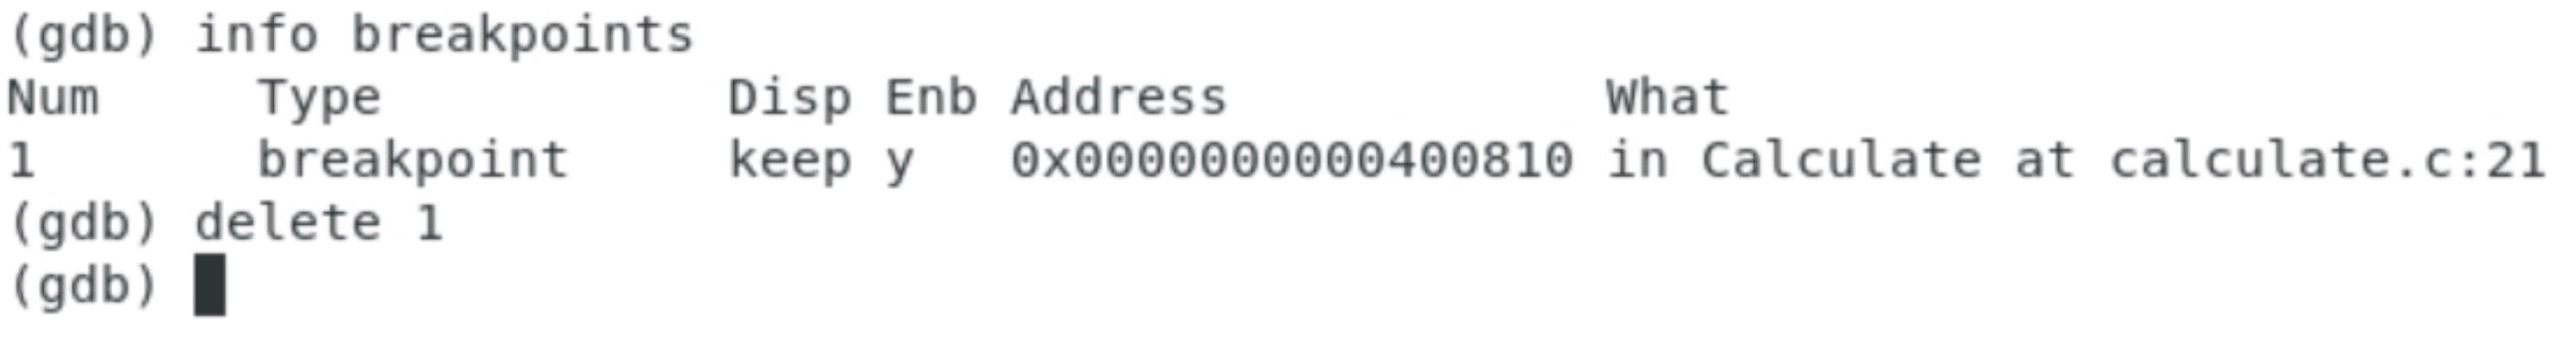 (gdb) info breakpoints
Num     Type           Disp Enb Address            What
1       breakpoint     keep y   0x0000000000400810 in Calculate at calculate.c:21
(gdb) delete 1
(gdb)